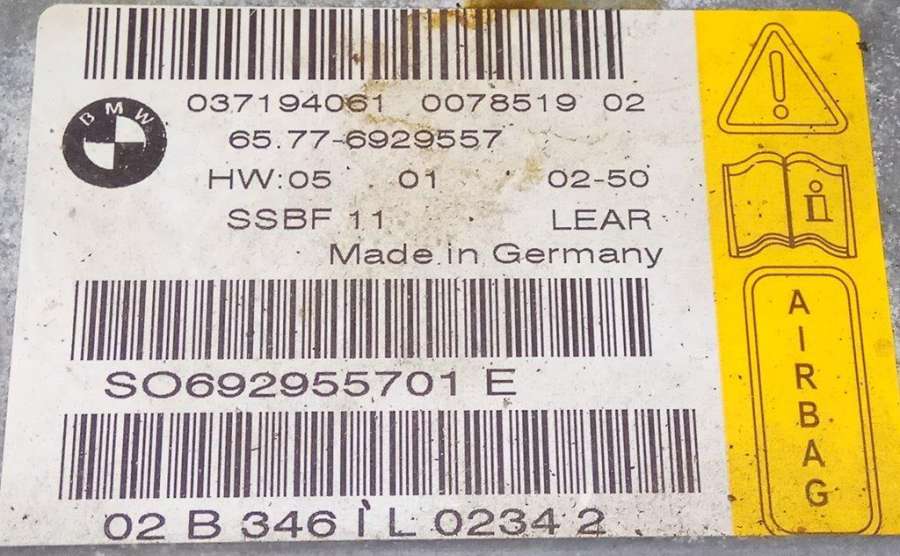 BMW
037194061 0078519 02
65.77-6929557
HW:05 01 02-50
SSBF 11 LEAR
Made in Germany
SO692955701 E
02 B 346 1 L 0234 2
i
AIRBAG